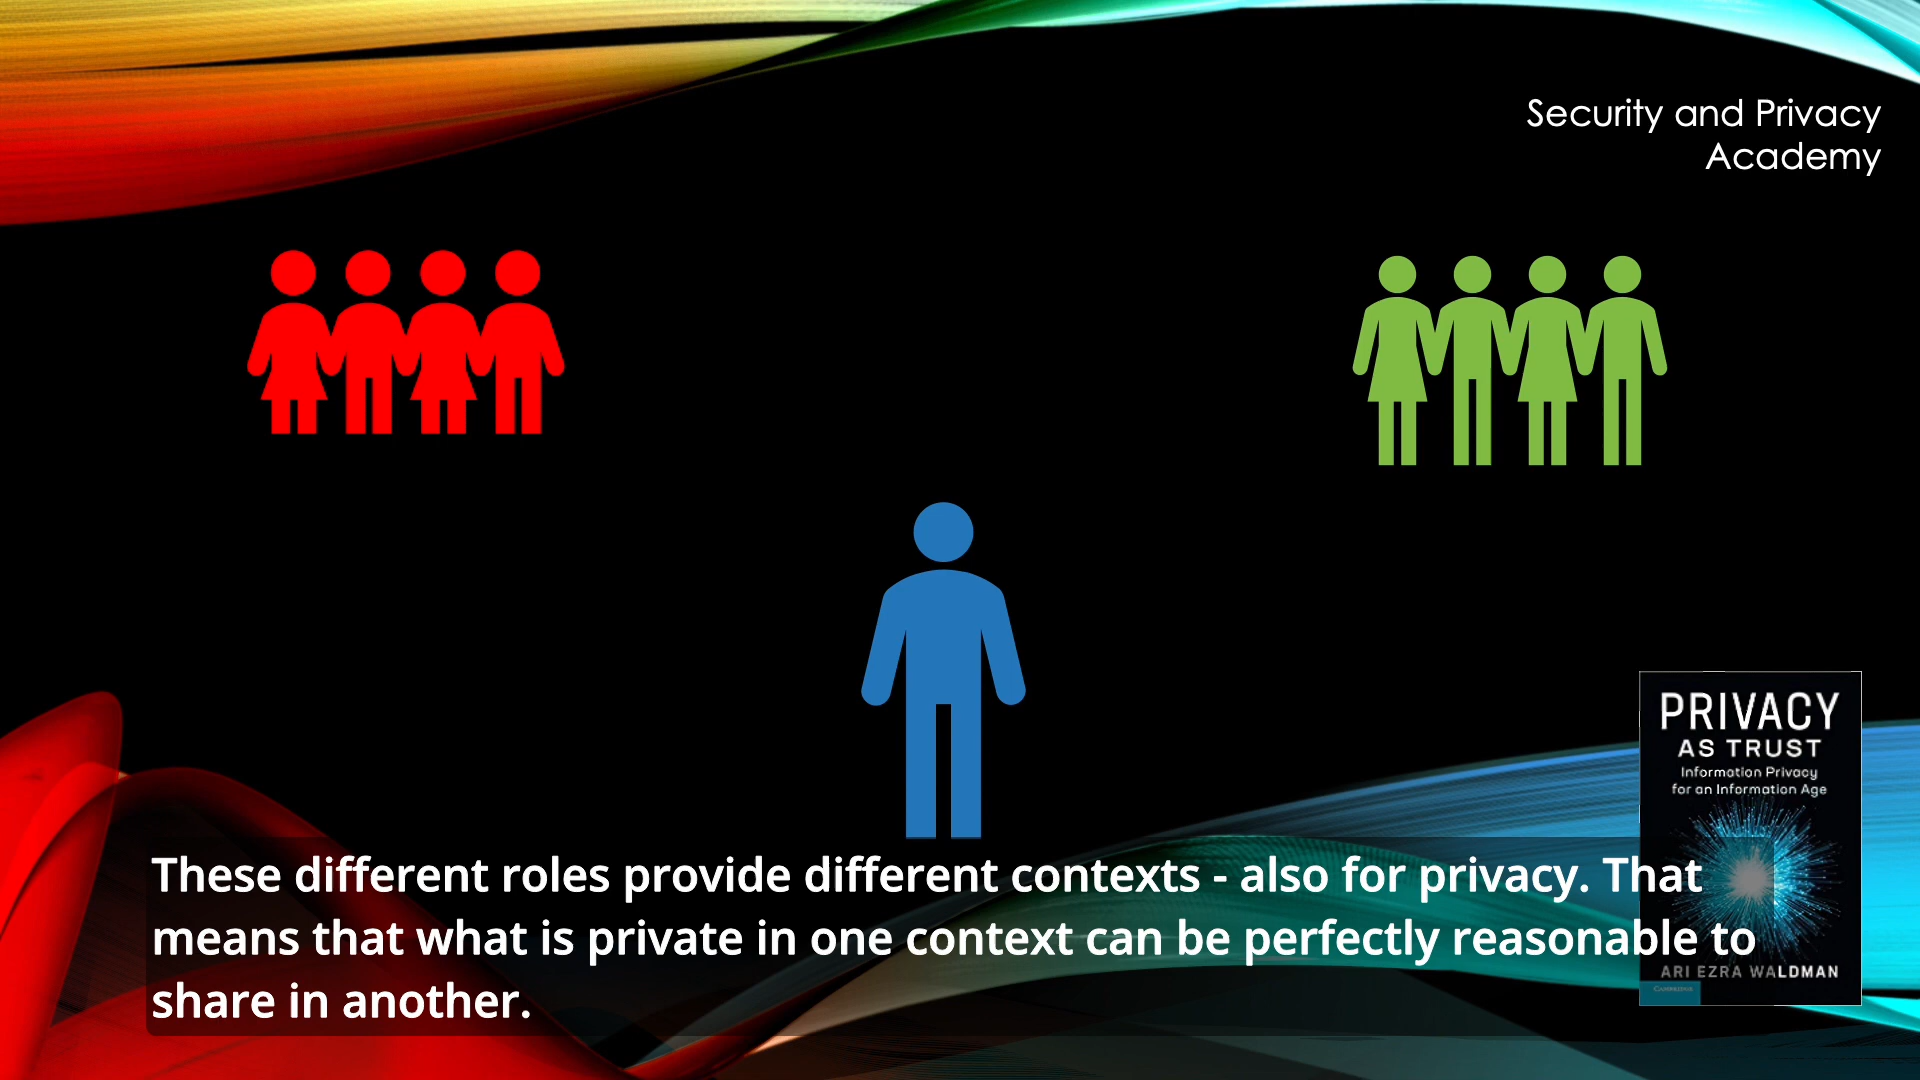 Security and Privacy
Academy
PRIVACY
AS TRUST
Information Privacy
for an Information Age
These different roles provide different contexts - also for privacy. That
means that what is private in one context can be perfectly reasonable to
share in another.
ARI EZRA WALDMAN